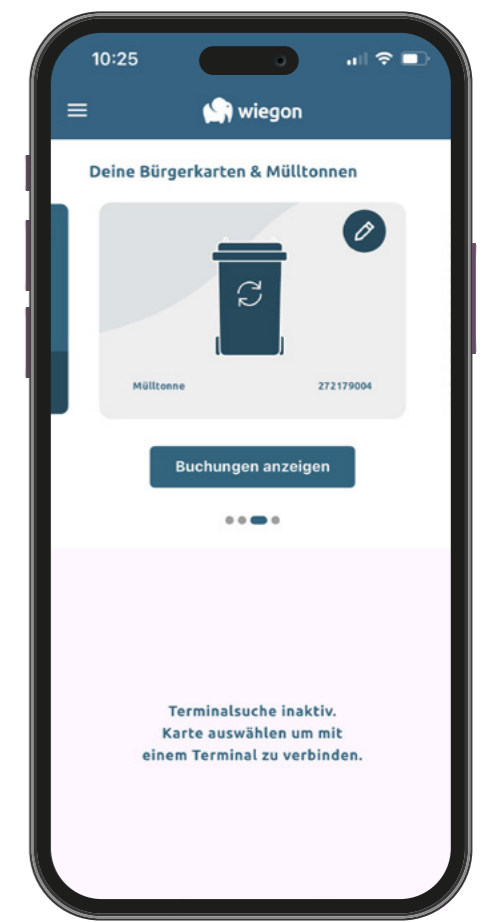 10:25
wiegon
Deine Bürgerkarten & Mülltonnen
Mülltonne 272179004
Buchungen anzeigen
Terminalsuche inaktiv.
Karte auswählen um mit
einem Terminal zu verbinden.